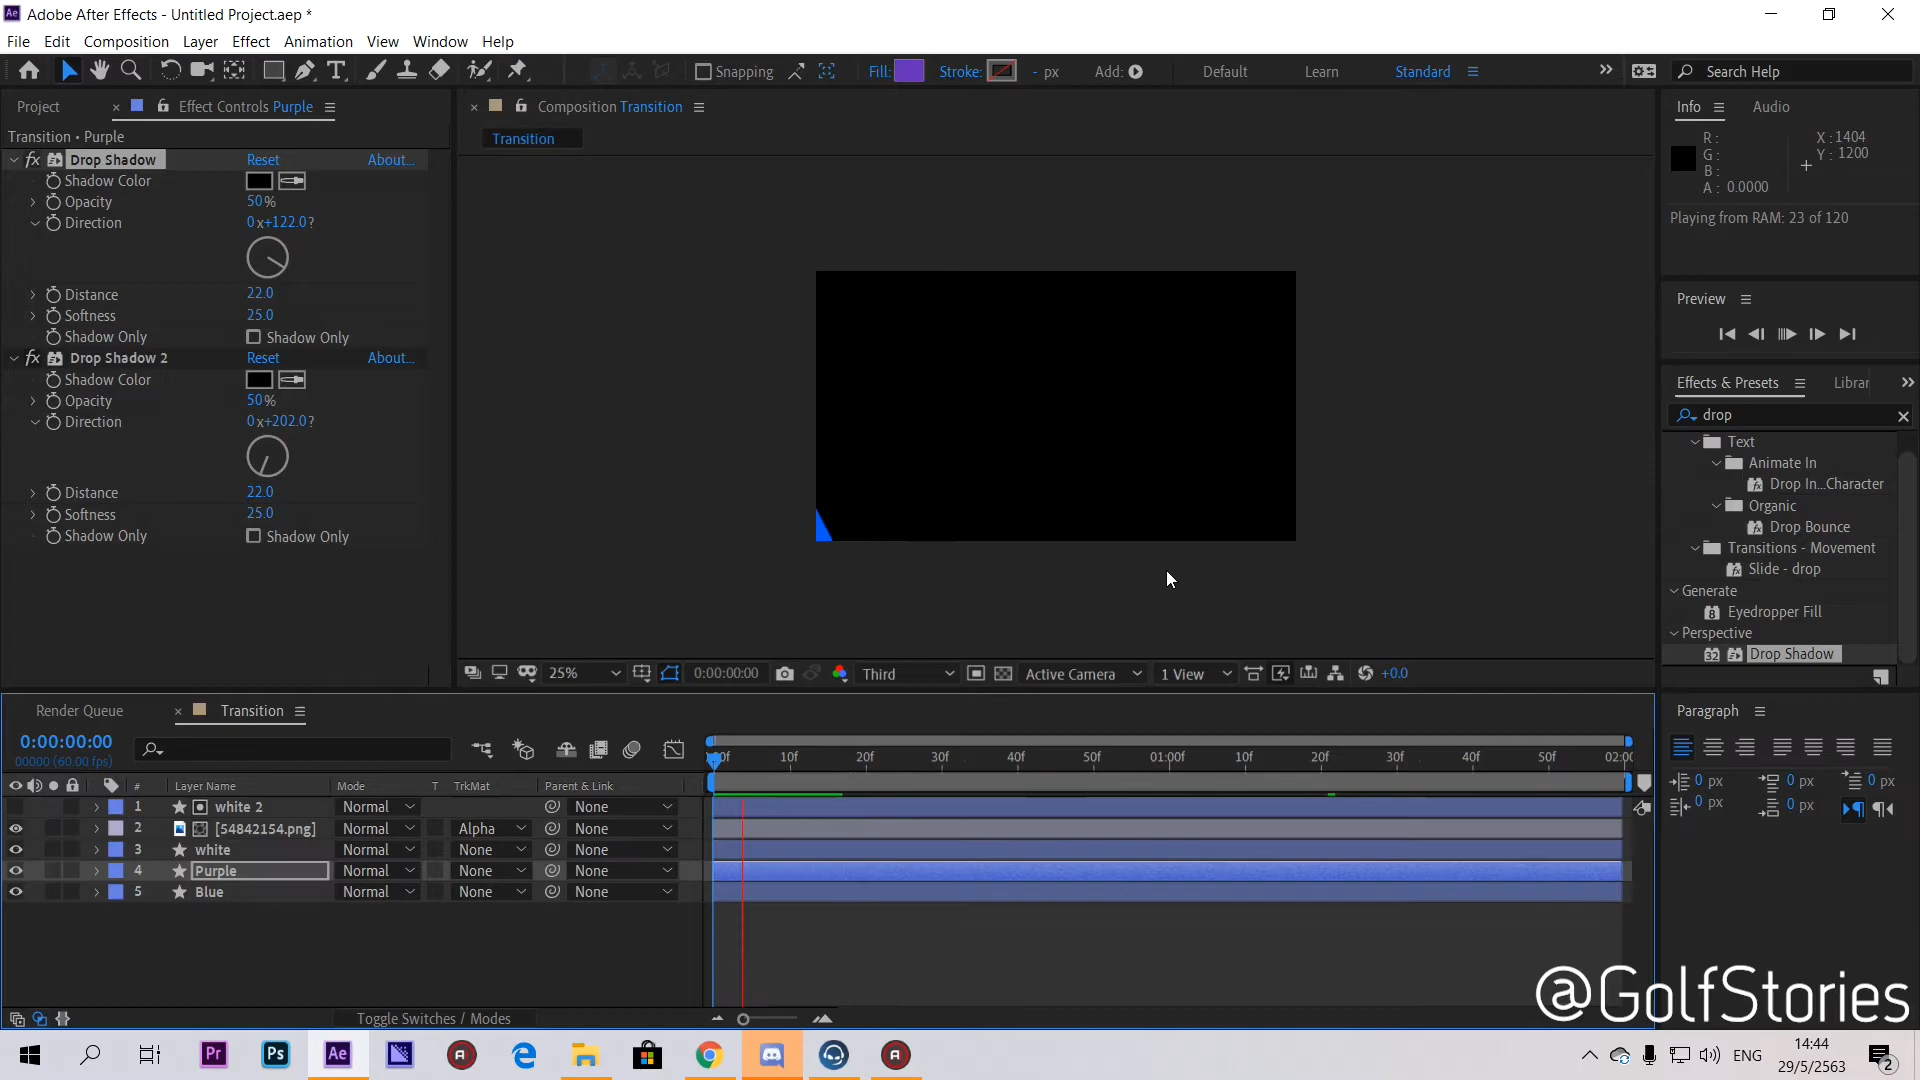 Adobe After Effects - Untitled Project.aep *
File Edit Composition Layer Effect Animation View Window Help
Snapping Fill: Stroke: - px Add: Default Learn Standard Search Help
Project Effect Controls Purple
Transition • Purple
fx Drop Shadow Reset About...
Shadow Color
Opacity 50%
Direction 0x+122.0?
Distance 22.0
Softness 25.0
Shadow Only Shadow Only
fx Drop Shadow 2 Reset About...
Shadow Color
Opacity 50%
Direction 0x+202.0?
Distance 22.0
Softness 25.0
Shadow Only Shadow Only
Composition Transition
Transition
25% 0:00:00:00 Third Active Camera 1 View +0.0
Info Audio
R : X : 1404
G : Y : 1200
B :
A : 0.0000
Playing from RAM: 23 of 120
Preview
Effects & Presets Librar
drop
Text
Animate In
Drop In...Character
Organic
Drop Bounce
Transitions - Movement
Slide - drop
Generate
8 Eyedropper Fill
Perspective
32 Drop Shadow
Paragraph
0 px 0 px 0 px
0 px 0 px
Render Queue Transition
0:00:00:00
00000 (60.00 fps)
10f 20f 30f 40f 50f 01:00f 10f 20f 30f 40f 50f 02:00
# Layer Name Mode T TrkMat Parent & Link
1 white 2 Normal None
2 [54842154.png] Normal Alpha None
3 white Normal None None
4 Purple Normal None None
5 Blue Normal None None
Toggle Switches / Modes
@GolfStories
Pr Ps Ae ENG 14:44
29/5/2563 2